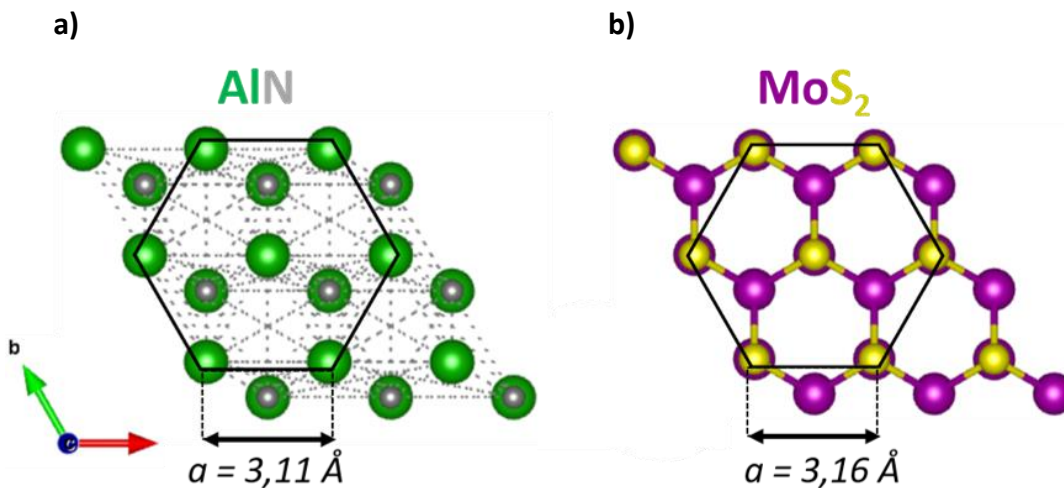 a)
b)
AlN
MoS₂
b
c
a = 3,11 Å
a = 3,16 Å